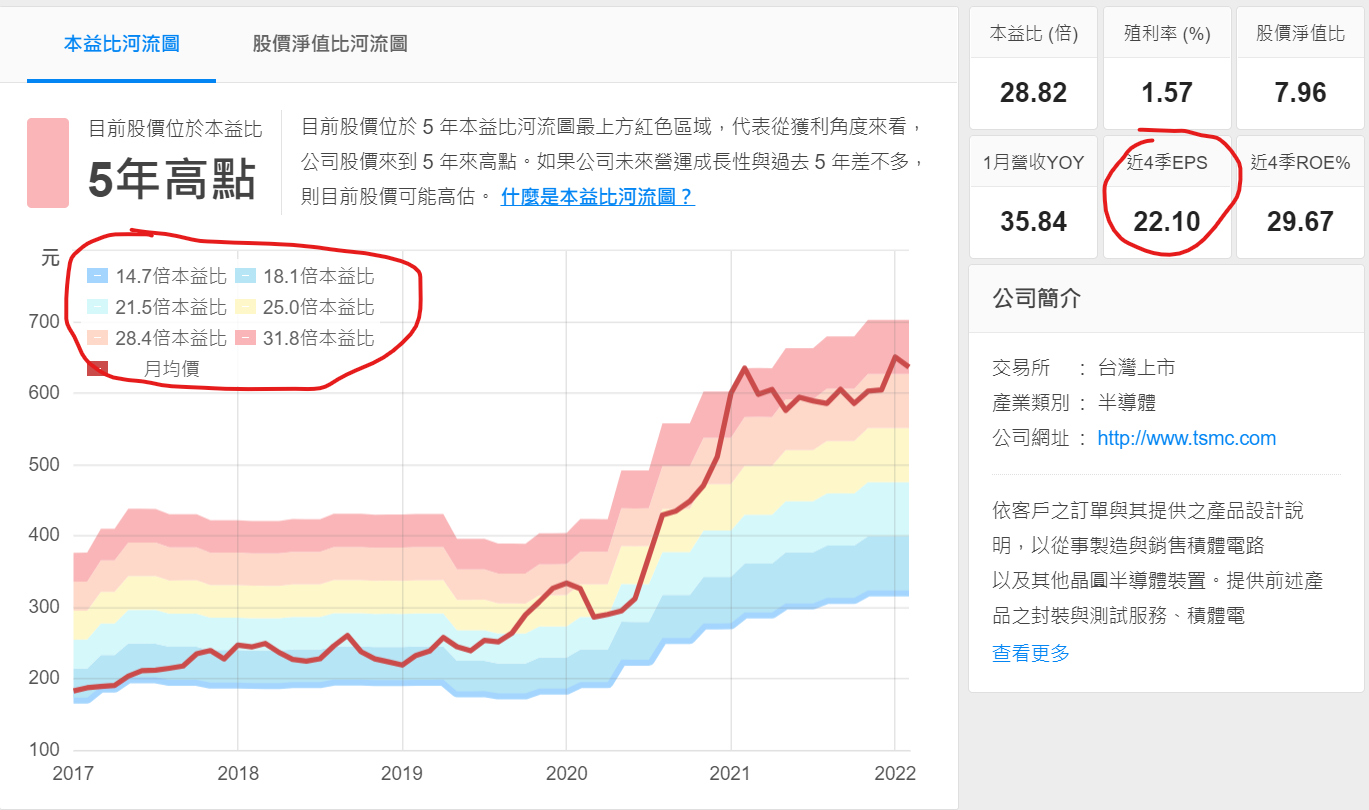 本益比河流圖
股價淨值比河流圖
目前股價位於本益比
5年高點
目前股價位於 5 年本益比河流圖最上方紅色區域，代表從獲利角度來看，
公司股價來到 5 年來高點。如果公司未來營運成長性與過去 5 年差不多，
則目前股價可能高估。 什麼是本益比河流圖？
元
14.7倍本益比 18.1倍本益比
21.5倍本益比 25.0倍本益比
28.4倍本益比 31.8倍本益比
月均價
700
600
500
400
300
200
100
2017 2018 2019 2020 2021 2022
本益比 (倍) 殖利率 (%) 股價淨值比
28.82 1.57 7.96
1月營收YOY 近4季EPS 近4季ROE%
35.84 22.10 29.67
公司簡介
交易所 ： 台灣上市
產業類別 ： 半導體
公司網址 ： http://www.tsmc.com
依客戶之訂單與其提供之產品設計說
明，以從事製造與銷售積體電路
以及其他晶圓半導體裝置。提供前述產
品之封裝與測試服務、積體電
查看更多